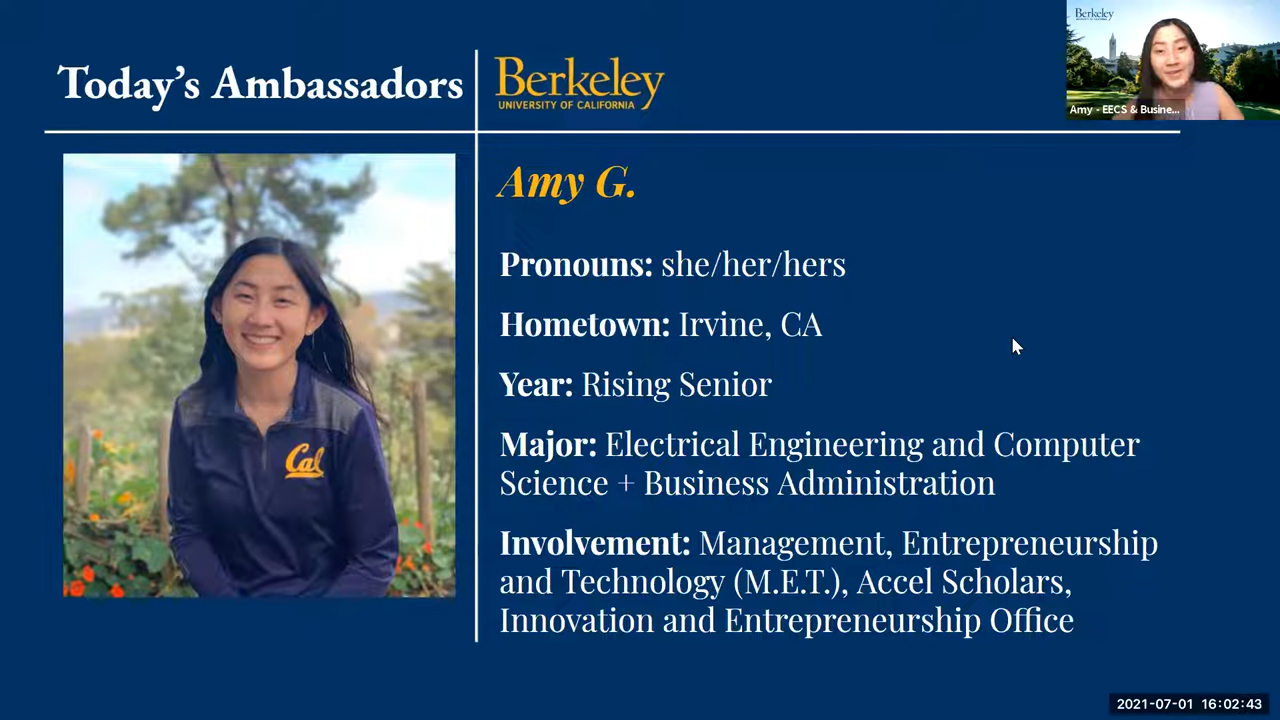 Today's Ambassadors
Berkeley
UNIVERSITY OF CALIFORNIA
Berkeley
Amy - EECS & Busine...
Amy G.
Pronouns: she/her/hers
Hometown: Irvine, CA
Year: Rising Senior
Major: Electrical Engineering and Computer
Science + Business Administration
Involvement: Management, Entrepreneurship
and Technology (M.E.T.), Accel Scholars,
Innovation and Entrepreneurship Office
Cal
2021-07-01 16:02:43